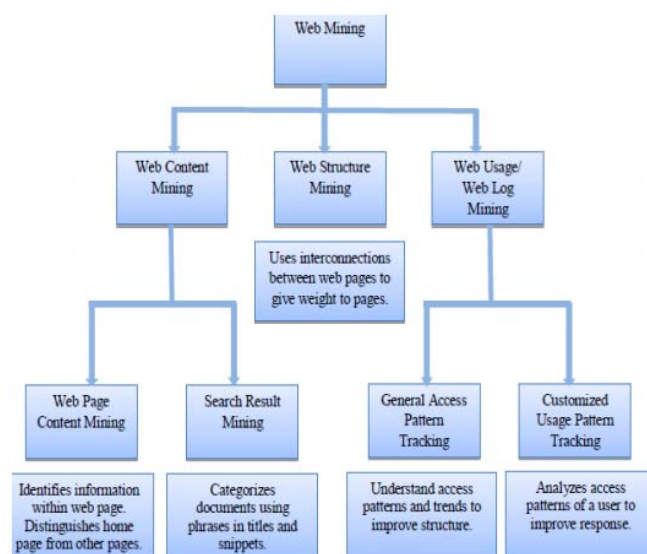 Web Mining
Web Content
Mining
Web Structure
Mining
Web Usage/
Web Log
Mining
Uses interconnections
between web pages to
give weight to pages.
Web Page
Content Mining
Search Result
Mining
General Access
Pattern
Tracking
Customized
Usage Pattern
Tracking
Identifies information
within web page.
Distinguishes home
page from other pages.
Categorizes
documents using
phrases in titles and
snippets.
Understand access
patterns and trends to
improve structure.
Analyzes access
patterns of a user to
improve response.